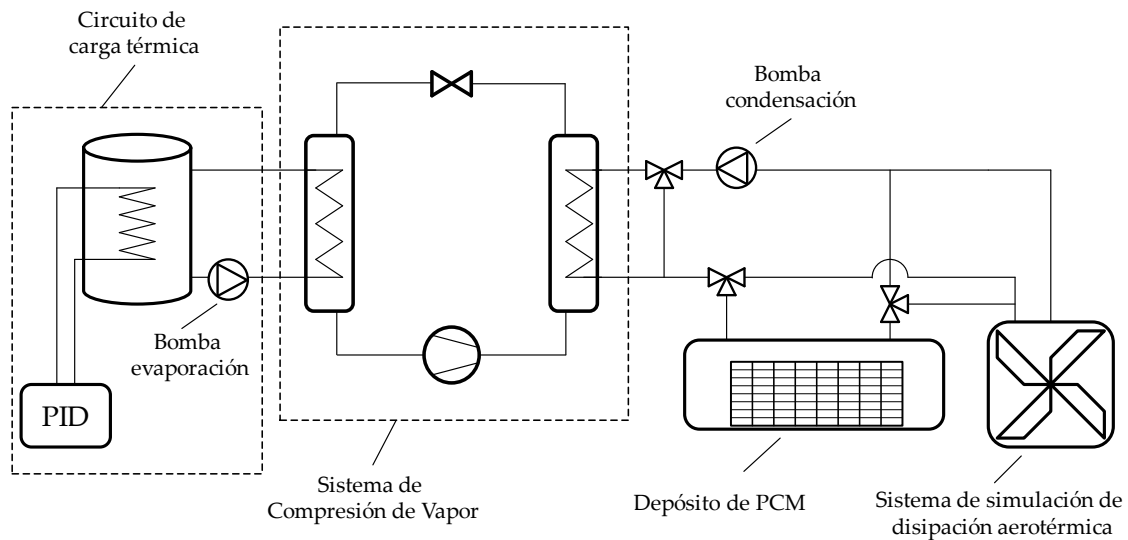 Circuito de
carga térmica
Bomba
condensación
Bomba
evaporación
PID
Sistema de
Compresión de Vapor
Depósito de PCM
Sistema de simulación de
disipación aerotérmica